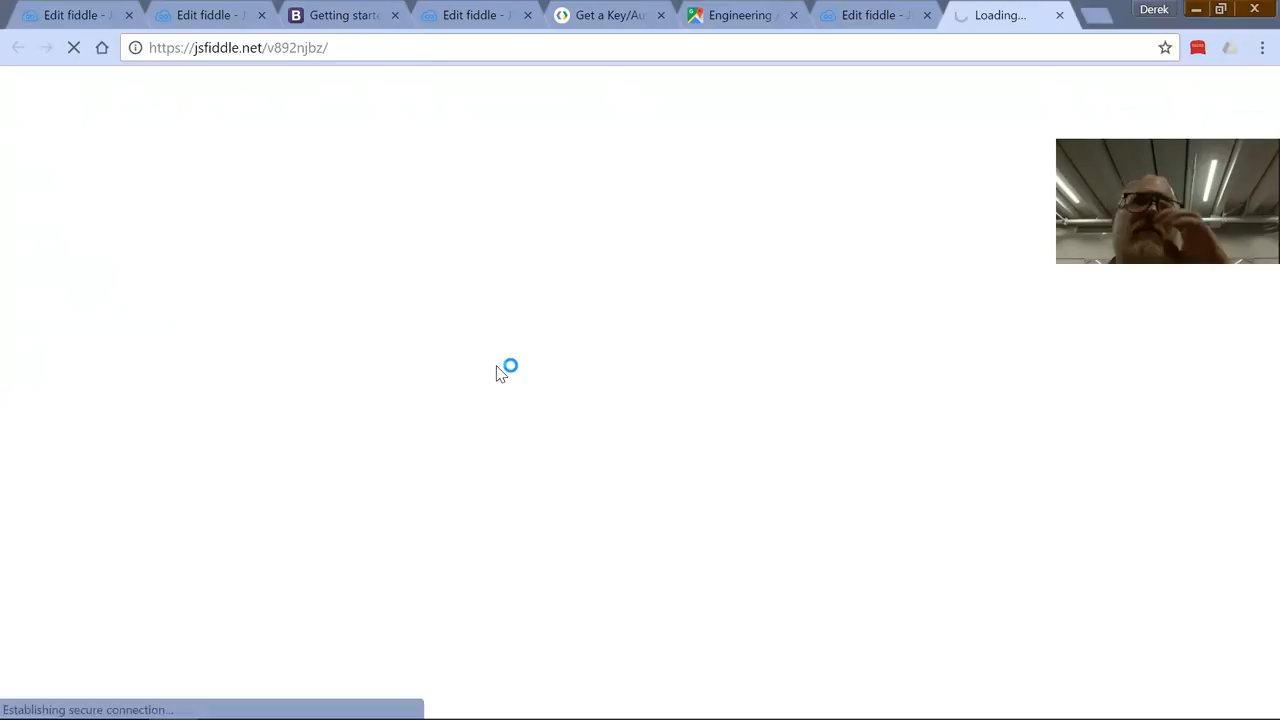 Edit fiddle - J
Edit fiddle - J
Getting start
Edit fiddle - J
Get a Key/Au
Engineering
Edit fiddle - J
Loading...
Derek
https://jsfiddle.net/v892njbz/
Establishing secure connection...